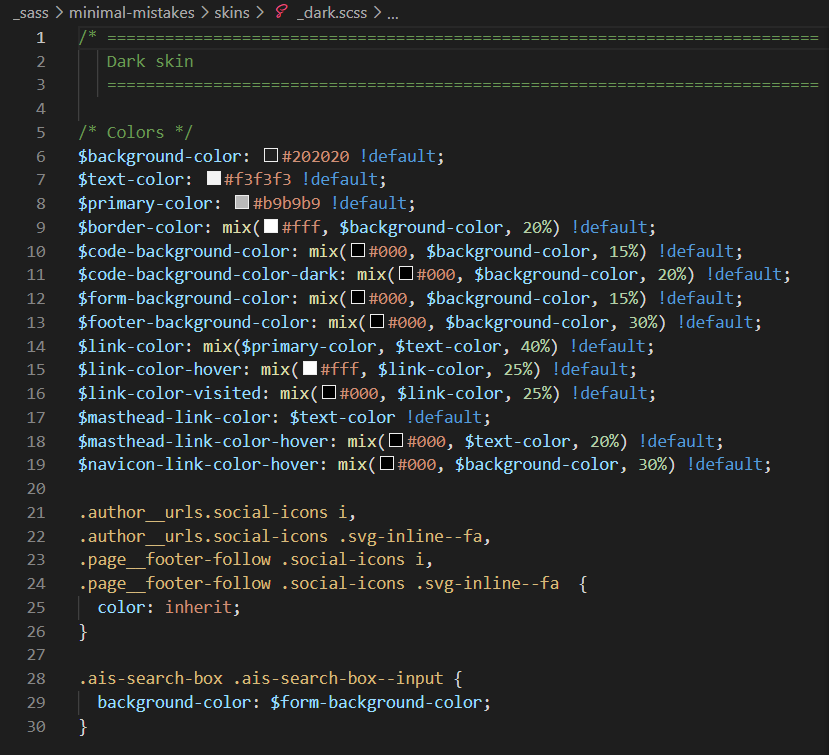 _sass > minimal-mistakes > skins > _dark.scss > ...
1 /* ==========================================================================
2 Dark skin
3 ==========================================================================
4
5 /* Colors */
6 $background-color: #202020 !default;
7 $text-color: #f3f3f3 !default;
8 $primary-color: #b9b9b9 !default;
9 $border-color: mix(#fff, $background-color, 20%) !default;
10 $code-background-color: mix(#000, $background-color, 15%) !default;
11 $code-background-color-dark: mix(#000, $background-color, 20%) !default;
12 $form-background-color: mix(#000, $background-color, 15%) !default;
13 $footer-background-color: mix(#000, $background-color, 30%) !default;
14 $link-color: mix($primary-color, $text-color, 40%) !default;
15 $link-color-hover: mix(#fff, $link-color, 25%) !default;
16 $link-color-visited: mix(#000, $link-color, 25%) !default;
17 $masthead-link-color: $text-color !default;
18 $masthead-link-color-hover: mix(#000, $text-color, 20%) !default;
19 $navicon-link-color-hover: mix(#000, $background-color, 30%) !default;
20
21 .author__urls.social-icons i,
22 .author__urls.social-icons .svg-inline--fa,
23 .page__footer-follow .social-icons i,
24 .page__footer-follow .social-icons .svg-inline--fa  {
25   color: inherit;
26 }
27
28 .ais-search-box .ais-search-box--input {
29   background-color: $form-background-color;
30 }